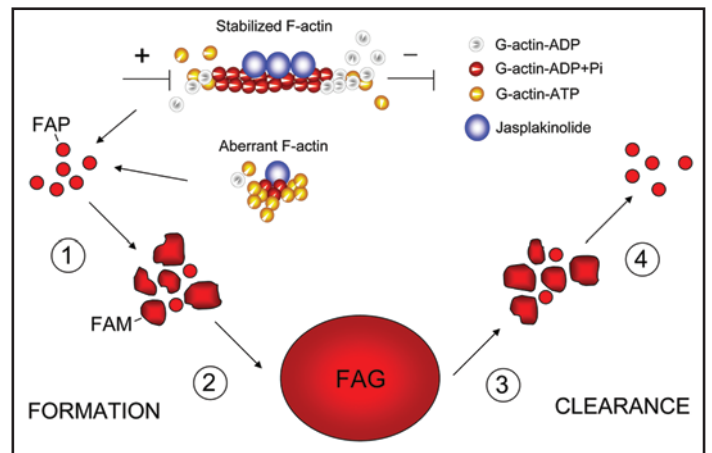 Stabilized F-actin
+
−
G-actin-ADP
G-actin-ADP+Pi
G-actin-ATP
Jasplakinolide
FAP
Aberrant F-actin
1
4
FAM
2
FAG
3
FORMATION
CLEARANCE